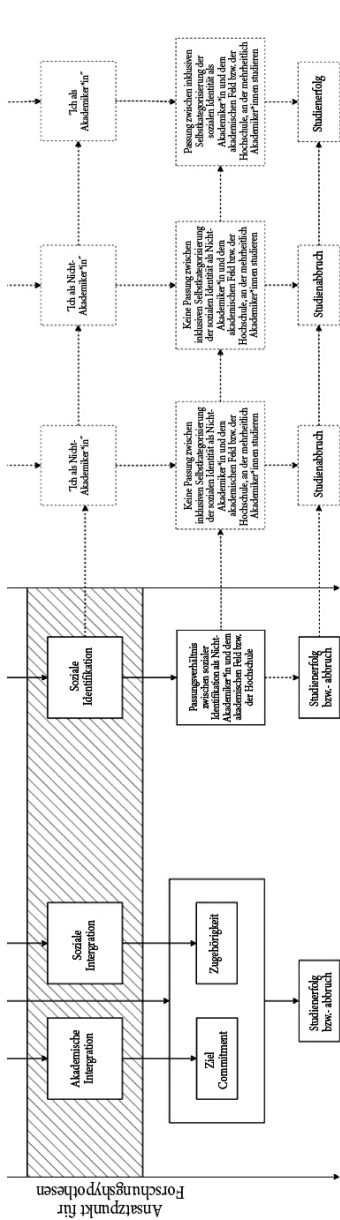 Ansatzpunkt für
Forschungshypothesen
Akademische
Intergration
Soziale
Intergration
Soziale
Identifikation
"Ich als Nicht-
Akademiker*in"
"Ich als Nicht-
Akademiker*in"
"Ich als
Akademiker*in"
Ziel
Commitment
Zugehörigkeit
Passungsverhältnis
zwischen sozialer
Identifikation als Nicht-
Akademiker*in und dem
akademischen Feld bzw.
der Hochschule
Keine Passung zwischen
inklusiven Selbstkategorisierung
der sozialen Identität als Nicht-
Akademiker*in und dem
akademischen Feld bzw. der
Hochschule, an der mehrheitlich
Akademiker*innen studieren
Keine Passung zwischen
inklusiven Selbstkategorisierung
der sozialen Identität als Nicht-
Akademiker*in und dem
akademischen Feld bzw. der
Hochschule, an der mehrheitlich
Akademiker*innen studieren
Passung zwischen inklusiven
Selbstkategorisierung der
sozialen Identität als
Akademiker*in und dem
akademischen Feld bzw. der
Hochschule, an der mehrheitlich
Akademiker*innen studieren
Studienerfolg
bzw.- abbruch
Studienerfolg
bzw.- abbruch
Studienabbruch
Studienabbruch
Studienerfolg